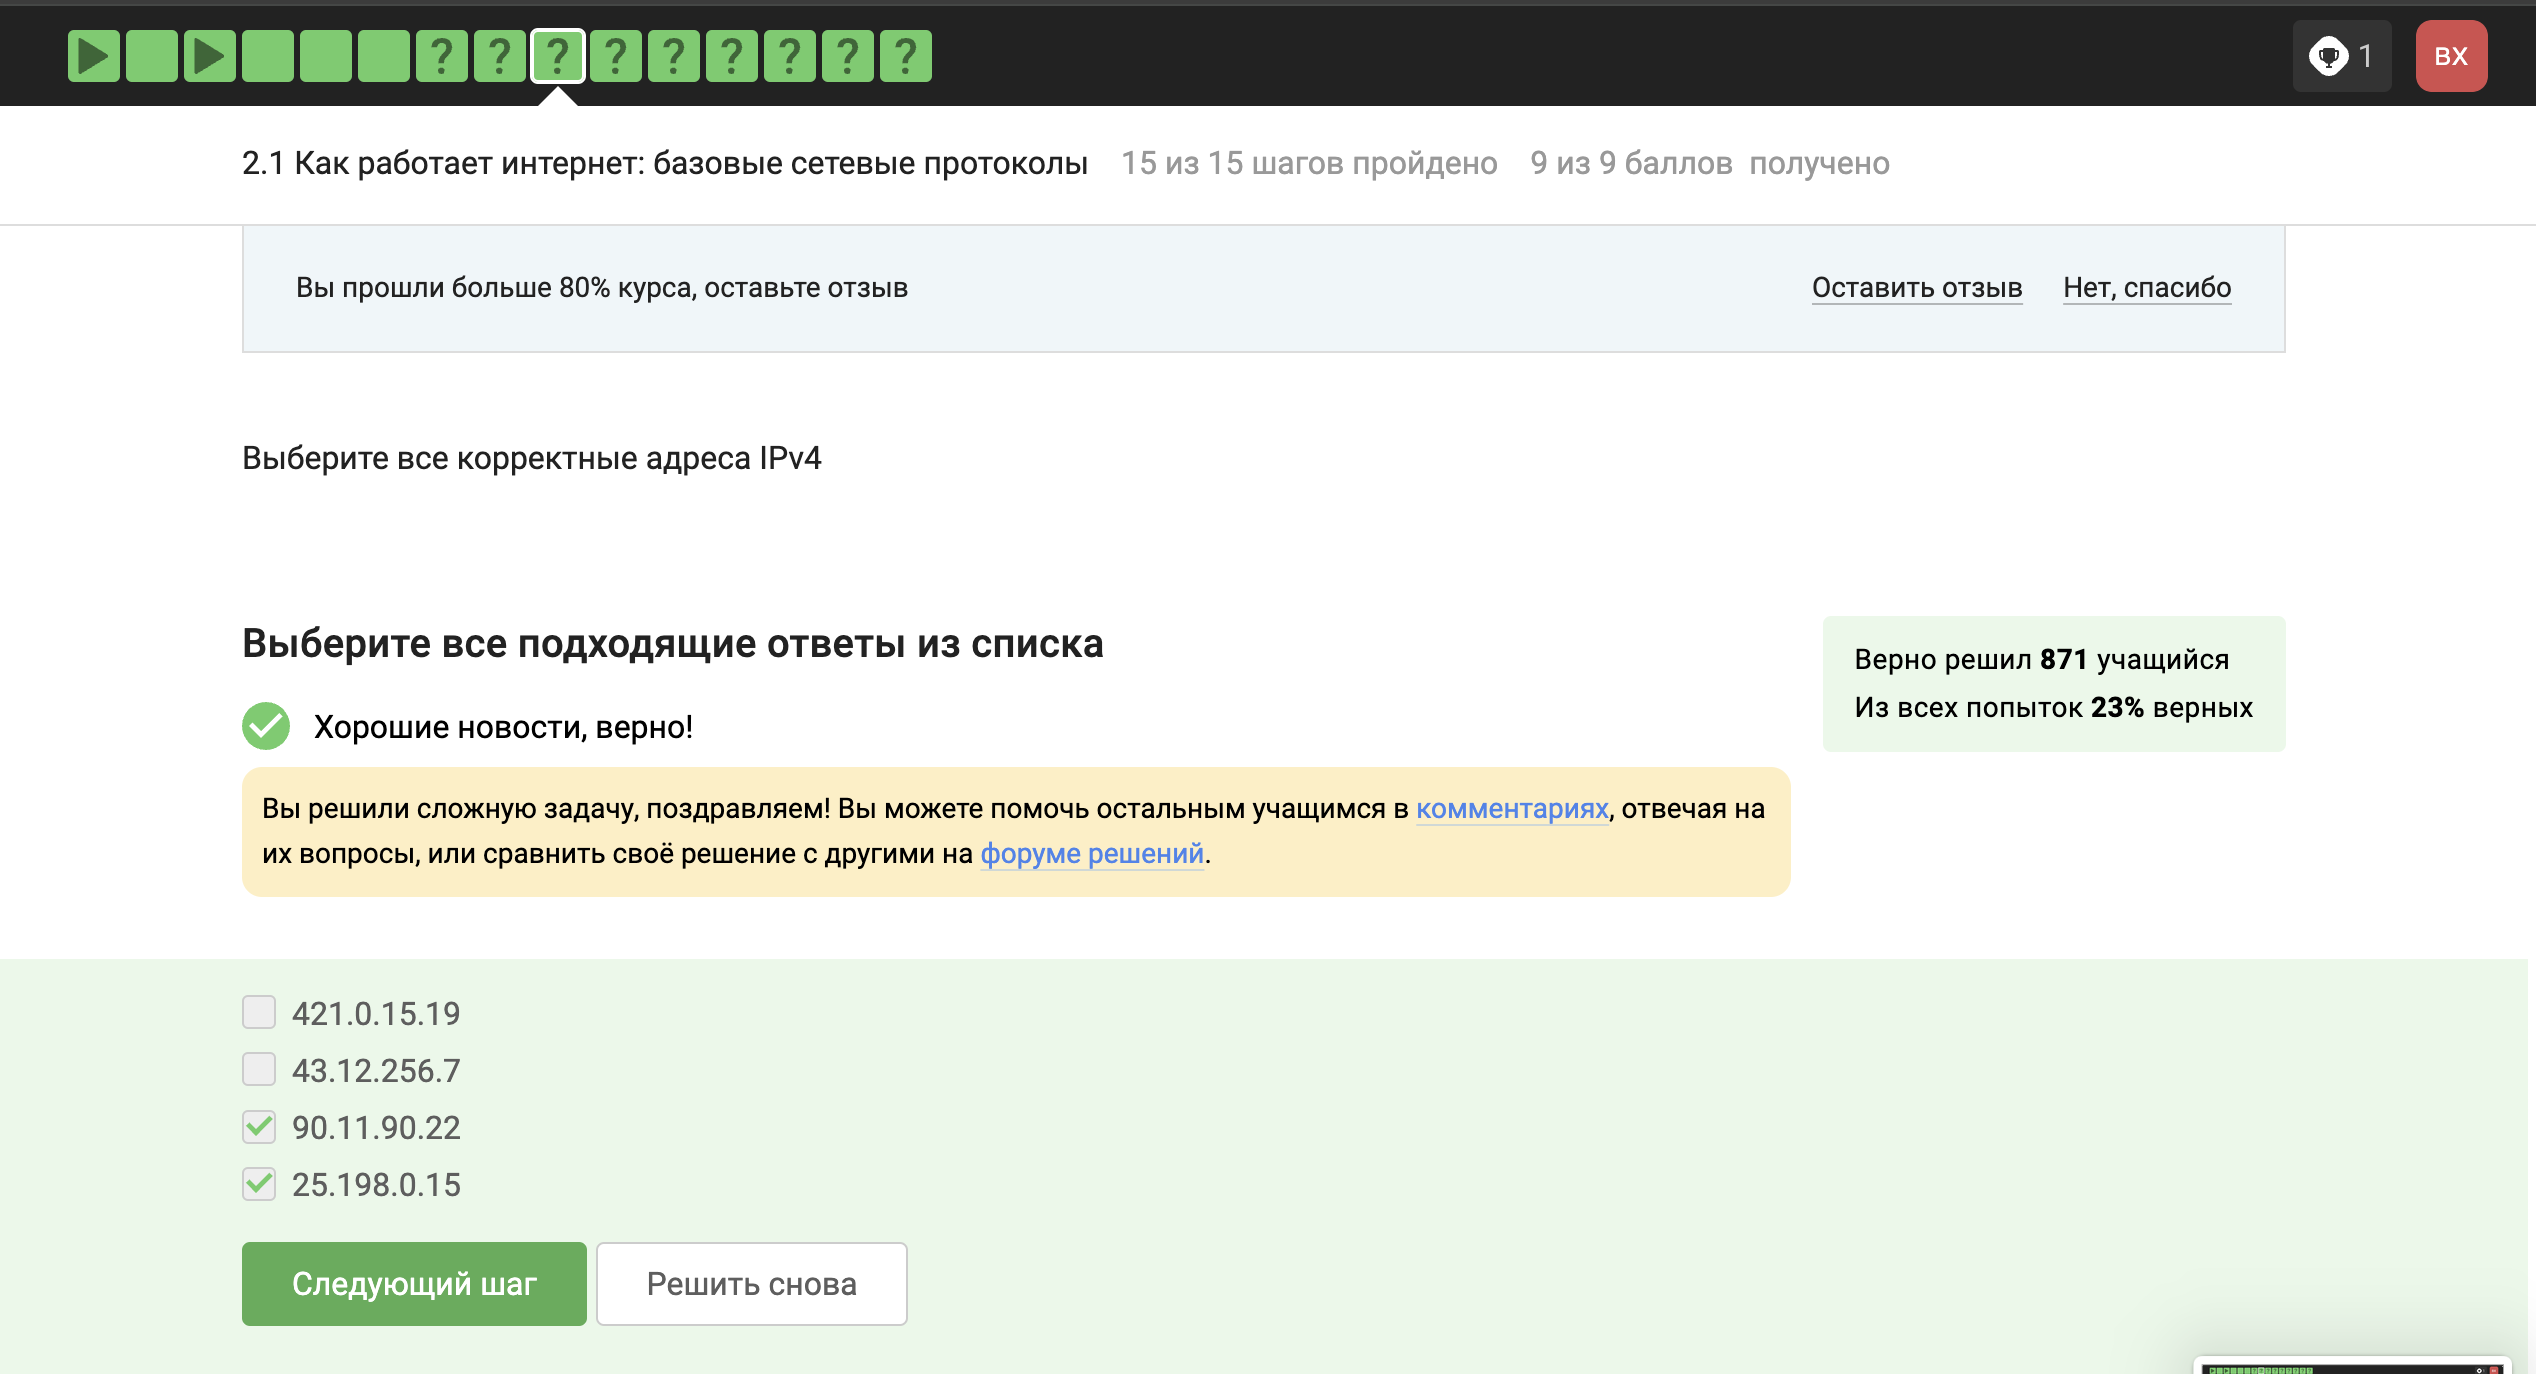 ? ? ? ? ? ? ? ? ?
1
ВХ
2.1 Как работает интернет: базовые сетевые протоколы 15 из 15 шагов пройдено 9 из 9 баллов получено
Вы прошли больше 80% курса, оставьте отзыв Оставить отзыв Нет, спасибо
Выберите все корректные адреса IPv4
Выберите все подходящие ответы из списка
Верно решил 871 учащийся
Из всех попыток 23% верных
Хорошие новости, верно!
Вы решили сложную задачу, поздравляем! Вы можете помочь остальным учащимся в комментариях, отвечая на
их вопросы, или сравнить своё решение с другими на форуме решений.
421.0.15.19
43.12.256.7
90.11.90.22
25.198.0.15
Следующий шаг Решить снова